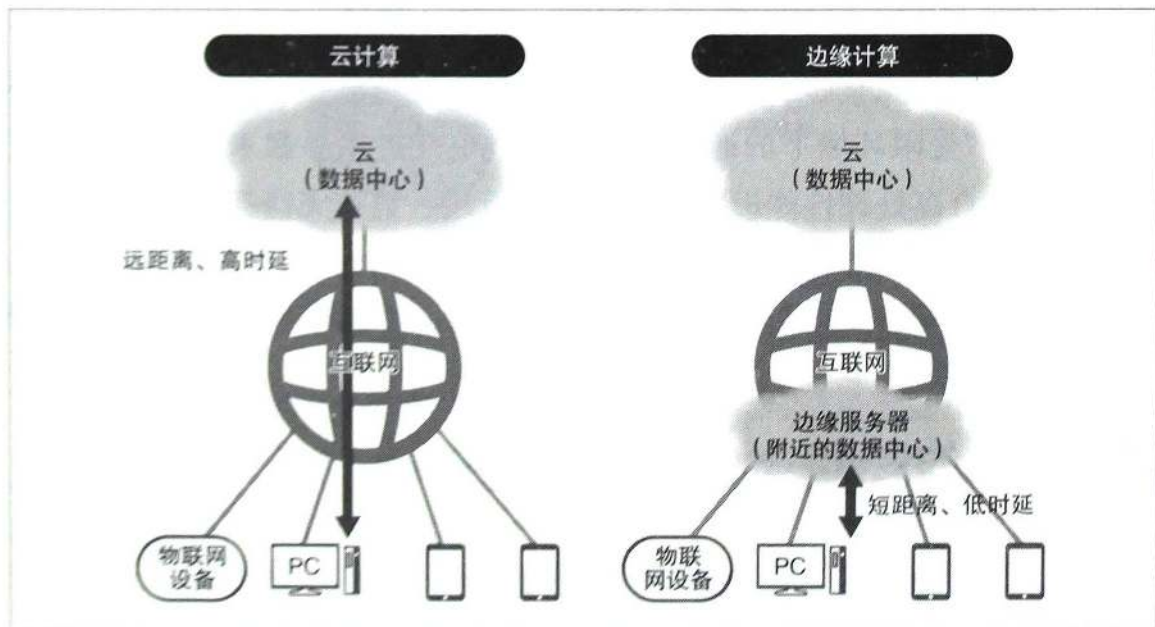 云计算
云
（数据中心）
远距离、高时延
互联网
物联网
设备
PC
边缘计算
云
（数据中心）
互联网
边缘服务器
（附近的数据中心）
短距离、低时延
物联
网设备
PC